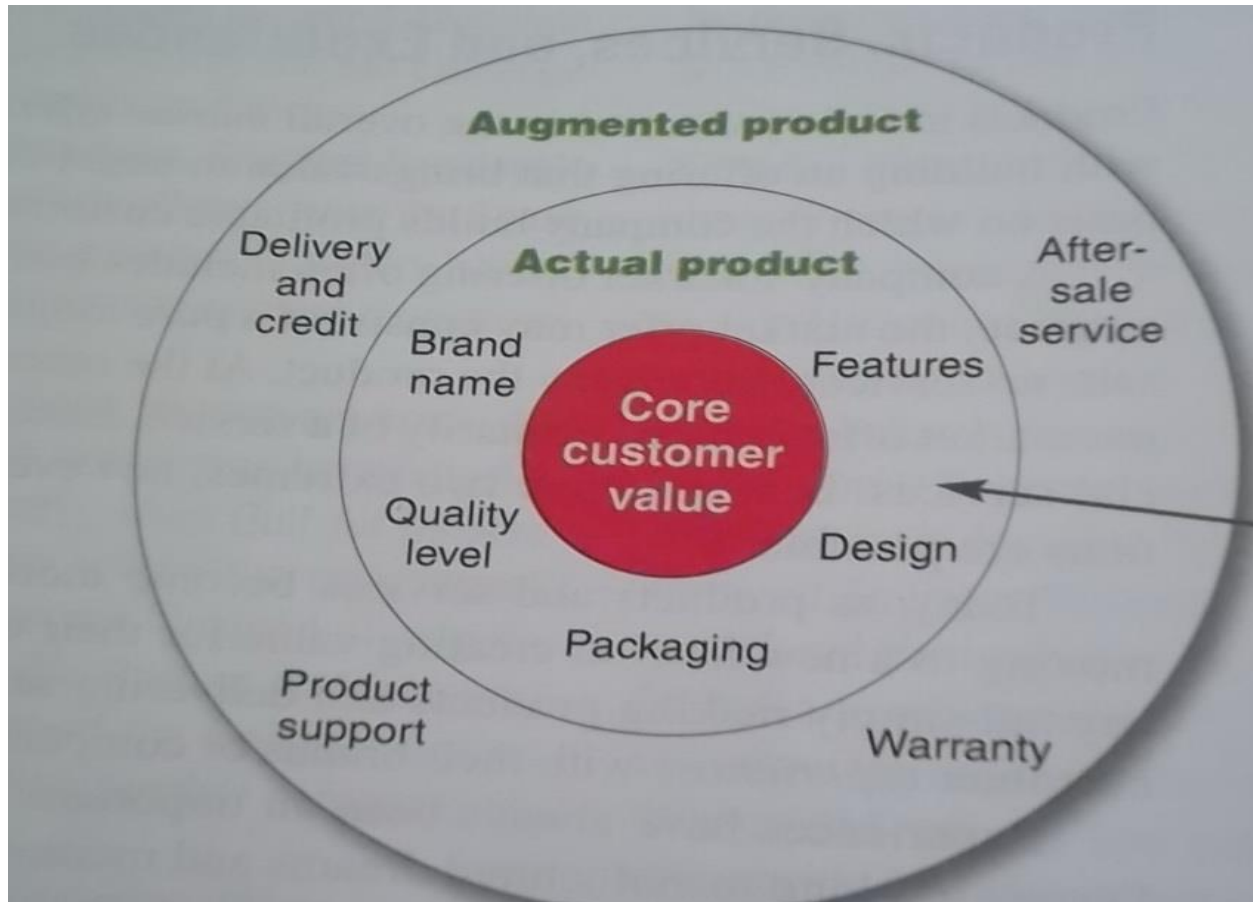 Augmented product
Delivery
and
credit
Actual product
After-
sale
service
Brand
name
Features
Core
customer
value
Quality
level
Design
Packaging
Product
support
Warranty